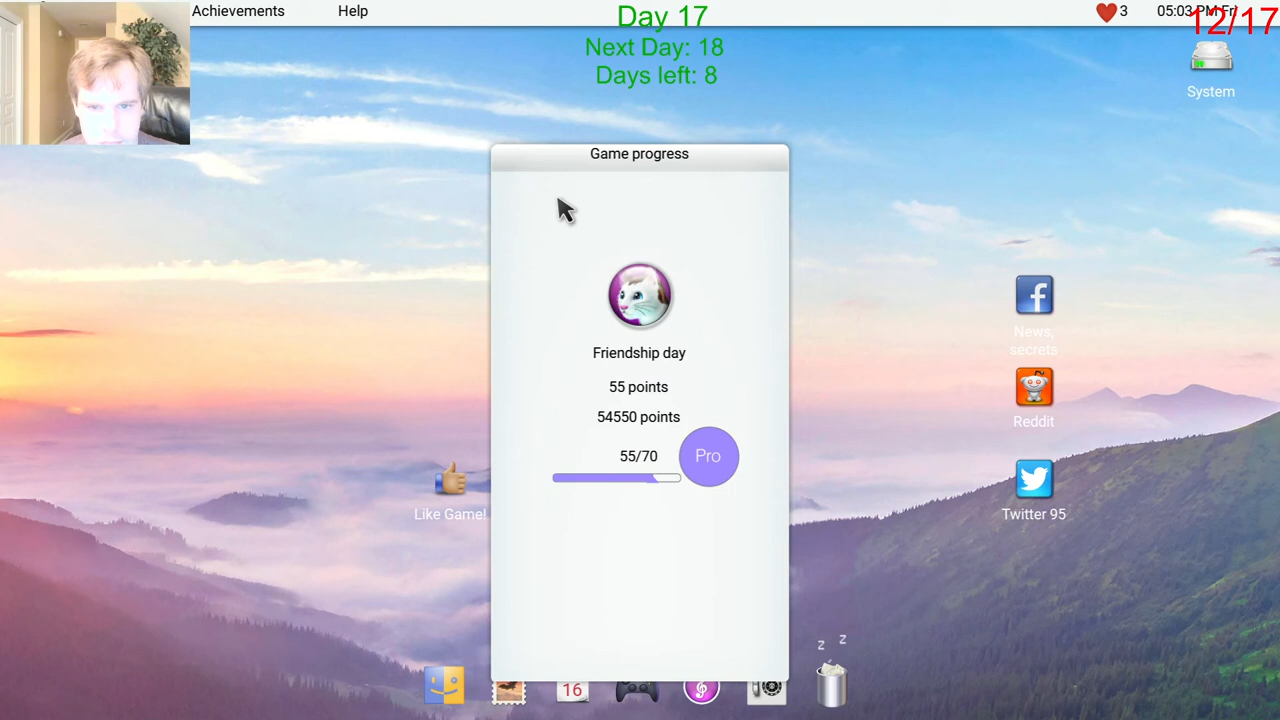 Achievements
Help
Day 17
Next Day: 18
Days left: 8
3
05:03 PM Fri
12/17
System
Game progress
Friendship day
55 points
54550 points
55/70
Pro
News,
secrets
Reddit
Like Game!
Twitter 95
z z
16